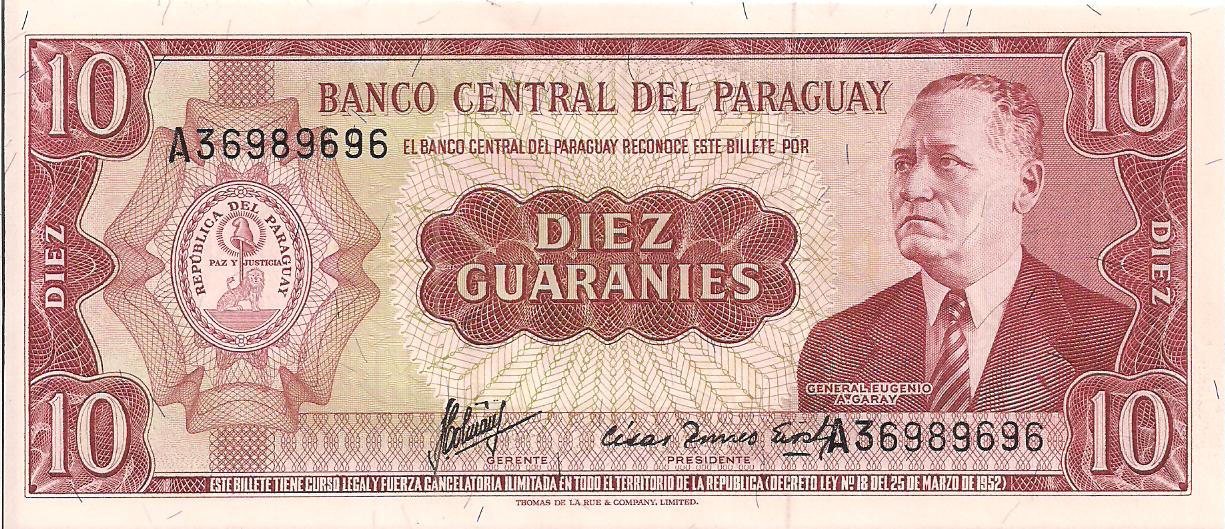 10
10
BANCO CENTRAL DEL PARAGUAY
A36989696
EL BANCO CENTRAL DEL PARAGUAY RECONOCE ESTE BILLETE POR
REPUBLICA DEL PARAGUAY
PAZ Y JUSTICIA
DIEZ
DIEZ
GUARANIES
DIEZ
GENERAL EUGENIO
A. GARAY
10
10
A36989696
GERENTE
PRESIDENTE
ESTE BILLETE TIENE CURSO LEGAL Y FUERZA CANCELATORIA ILIMITADA EN TODO EL TERRITORIO DE LA REPUBLICA (DECRETO LEY Nº 18 DEL 25 DE MARZO DE 1952)
THOMAS DE LA RUE & COMPANY, LIMITED.